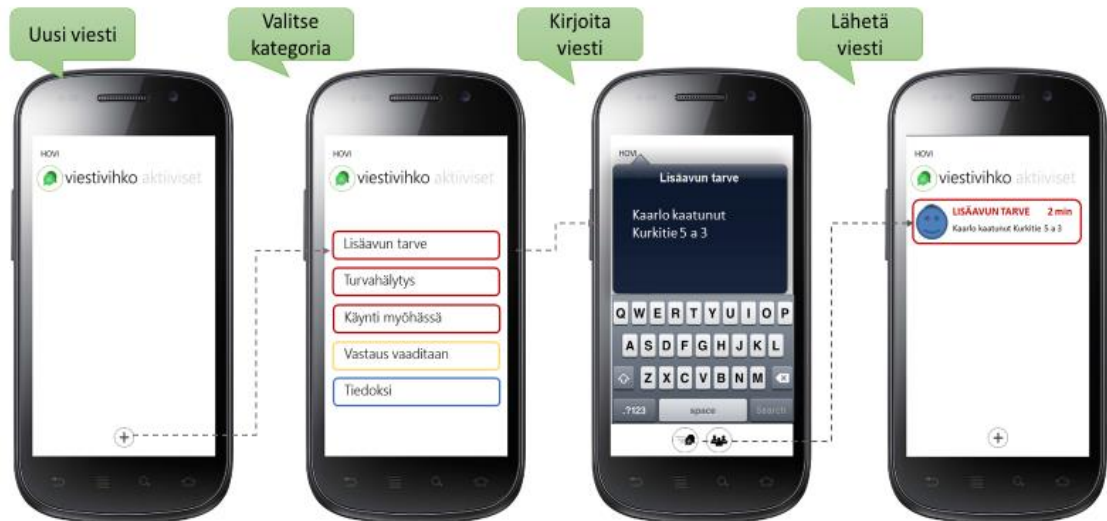 Uusi viesti
Valitse
kategoria
Kirjoita
viesti
Lähetä
viesti
HOVI
viestivihko aktiiviset
HOVI
viestivihko aktiiviset
Lisäavun tarve
Turvahälytys
Käynti myöhässä
Vastaus vaaditaan
Tiedoksi
HOVI
Lisäavun tarve
Kaarlo kaatunut
Kurkitie 5 a 3
Q W E R T Y U I O P
A S D F G H J K L
Z X C V B N M
.?123 space Search
HOVI
viestivihko aktiiviset
LISÄAVUN TARVE 2 min
Kaarlo kaatunut Kurkitie 5 a 3